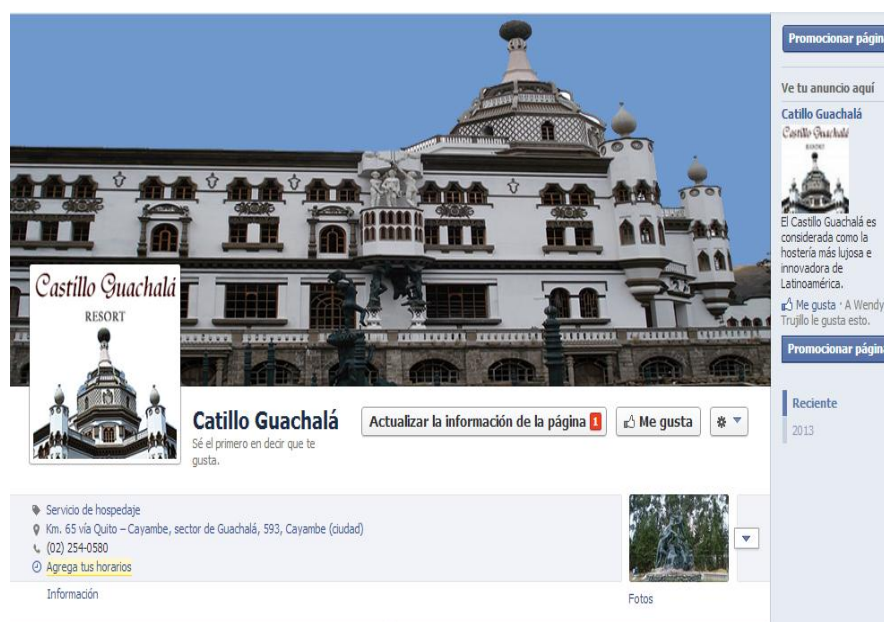 Promocionar págin
Ve tu anuncio aquí
Catillo Guachalá
Castillo Guachalá
RESORT
El Castillo Guachalá es
considerada como la
hostería más lujosa e
innovadora de
Latinoamérica.
Me gusta · A Wendy
Trujillo le gusta esto.
Promocionar página
Reciente
2013
Castillo Guachalá
RESORT
Catillo Guachalá
Sé el primero en decir que te
gusta.
Actualizar la información de la página 1
Me gusta
Servicio de hospedaje
Km. 65 vía Quito – Cayambe, sector de Guachalá, 593, Cayambe (ciudad)
(02) 254-0580
Agrega tus horarios
Información
Fotos